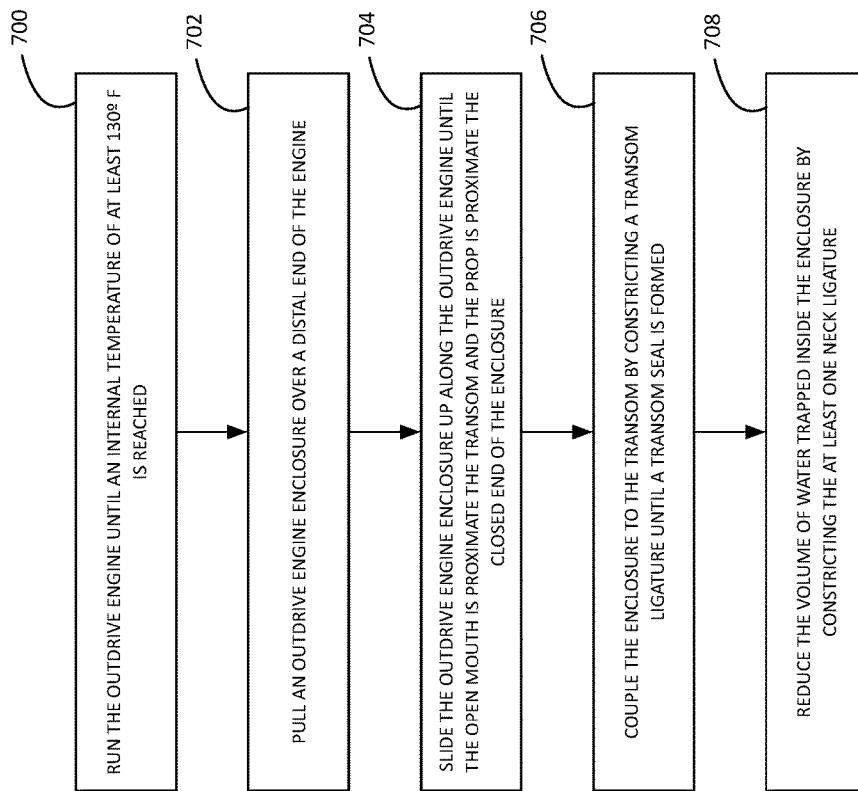 700
RUN THE OUTDRIVE ENGINE UNTIL AN INTERNAL TEMPERATURE OF AT LEAST 130º F
IS REACHED
702
PULL AN OUTDRIVE ENGINE ENCLOSURE OVER A DISTAL END OF THE ENGINE
704
SLIDE THE OUTDRIVE ENGINE ENCLOSURE UP ALONG THE OUTDRIVE ENGINE UNTIL
THE OPEN MOUTH IS PROXIMATE THE TRANSOM AND THE PROP IS PROXIMATE THE
CLOSED END OF THE ENCLOSURE
706
COUPLE THE ENCLOSURE TO THE TRANSOM BY CONSTRICTING A TRANSOM
LIGATURE UNTIL A TRANSOM SEAL IS FORMED
708
REDUCE THE VOLUME OF WATER TRAPPED INSIDE THE ENCLOSURE BY
CONSTRICTING THE AT LEAST ONE NECK LIGATURE